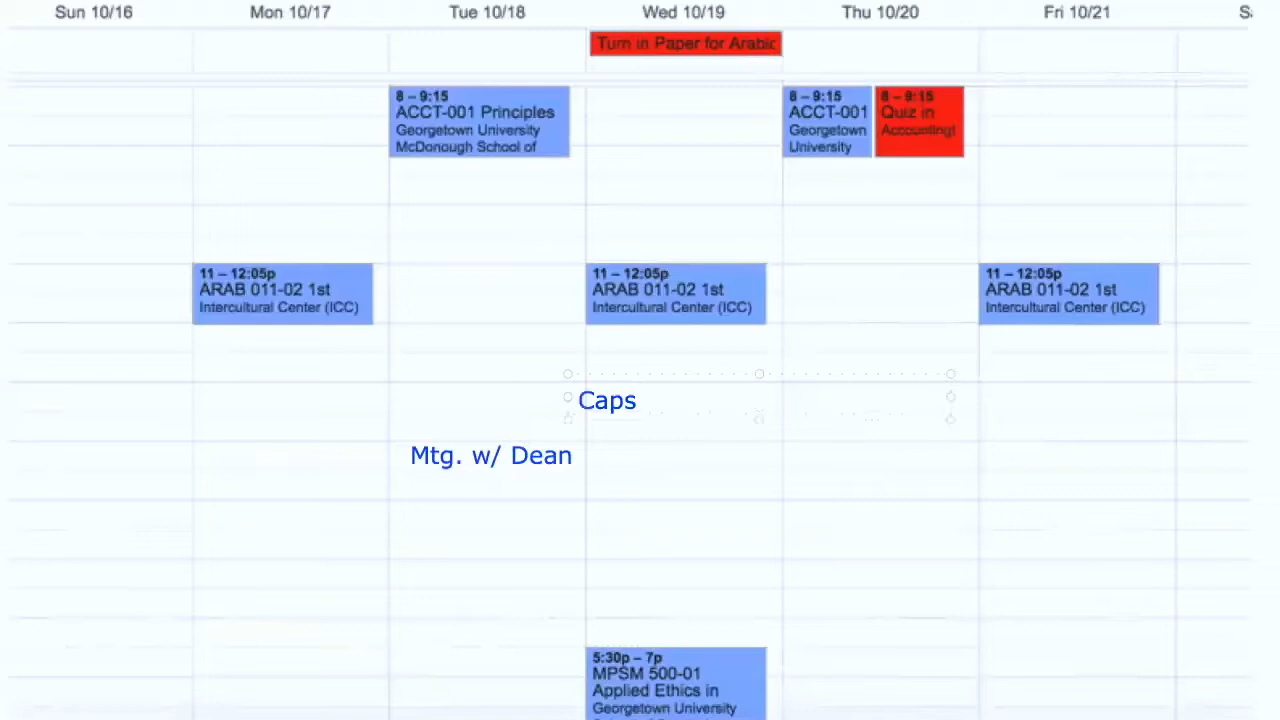 Sun 10/16 Mon 10/17 Tue 10/18 Wed 10/19 Thu 10/20 Fri 10/21
Turn in Paper for Arabic
8 – 9:15
ACCT-001 Principles
Georgetown University
McDonough School of
8 – 9:15
ACCT-001
Georgetown
University
8 – 9:15
Quiz in
Accounting!
11 – 12:05p
ARAB 011-02 1st
Intercultural Center (ICC)
11 – 12:05p
ARAB 011-02 1st
Intercultural Center (ICC)
11 – 12:05p
ARAB 011-02 1st
Intercultural Center (ICC)
Caps
Mtg. w/ Dean
5:30p – 7p
MPSM 500-01
Applied Ethics in
Georgetown University